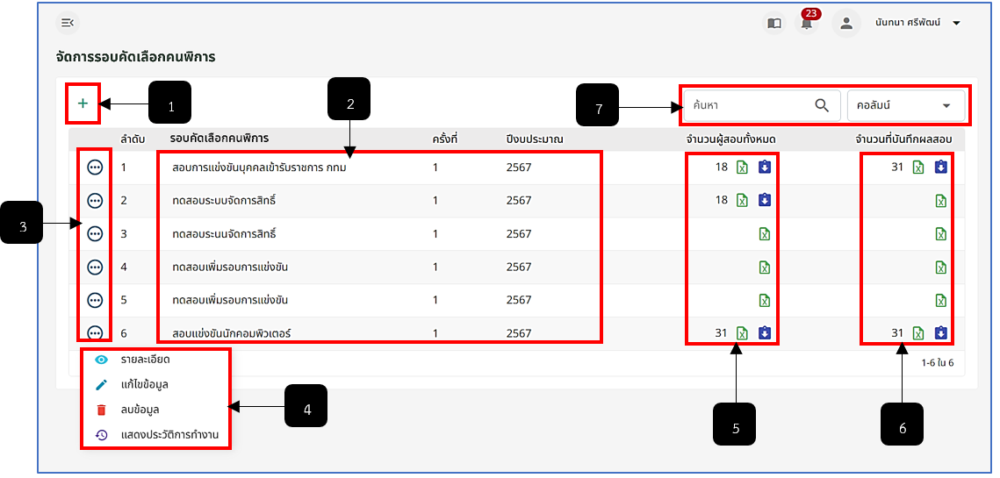 23
นันทนา ศรีพัฒน์
จัดการรอบคัดเลือกคนพิการ
1
2
7
ค้นหา
คอลัมน์
ลำดับ รอบคัดเลือกคนพิการ ครั้งที่ ปีงบประมาณ จำนวนผู้สอบทั้งหมด จำนวนที่บันทึกผลสอบ
1 สอบการแข่งขันบุคคลเข้ารับราชการ กทม 1 2567 18 31
2 ทดสอบระบบจัดการสิทธิ์ 1 2567 18
3 ทดสอบระนนจัดการสิทธิ์ 1 2567
4 ทดสอบเพิ่มรอบการแข่งขัน 1 2567
5 ทดสอบเพิ่มรอบการแข่งขัน 1 2567
6 สอบแข่งขันนักคอมพิวเตอร์ 1 2567 31 31
3
1-6 ใน 6
รายละเอียด
แก้ไขข้อมูล
ลบข้อมูล
แสดงประวัติการทำงาน
4
5
6